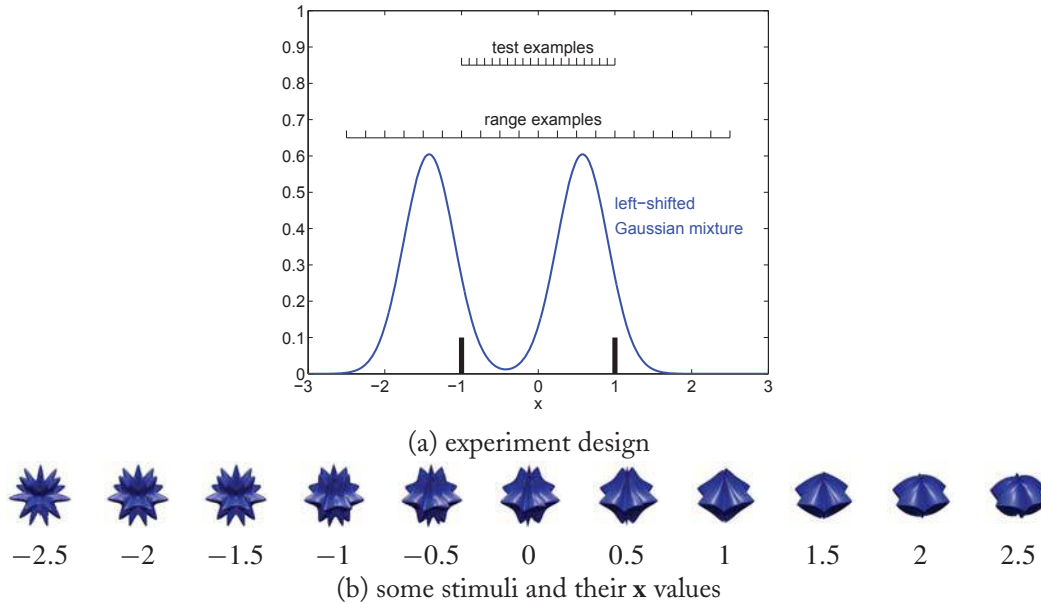 1
0.9
test examples
0.8
0.7
range examples
0.6
0.5
left−shifted
Gaussian mixture
0.4
0.3
0.2
0.1
0
−3 −2 −1 0 1 2 3
x
(a) experiment design
−2.5 −2 −1.5 −1 −0.5 0 0.5 1 1.5 2 2.5
(b) some stimuli and their x values